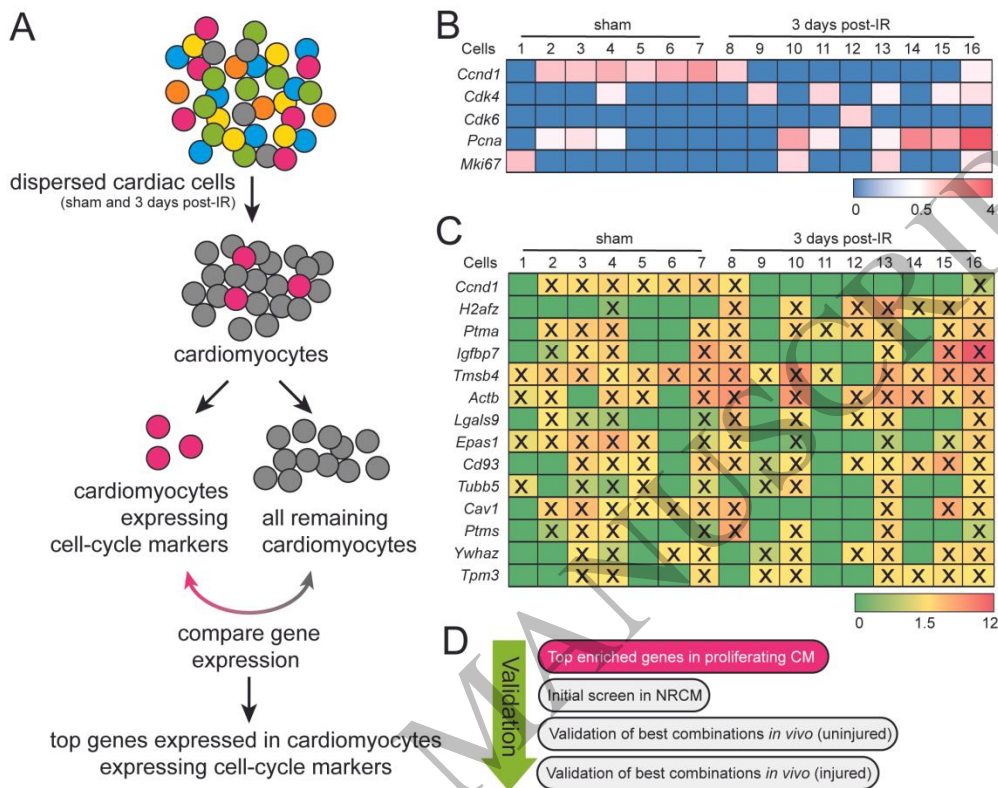 A
dispersed cardiac cells
(sham and 3 days post-IR)
cardiomyocytes
cardiomyocytes
expressing
cell-cycle markers
all remaining
cardiomyocytes
compare gene
expression
top genes expressed in cardiomyocytes
expressing cell-cycle markers
B
sham 3 days post-IR
Cells 1 2 3 4 5 6 7 8 9 10 11 12 13 14 15 16
Ccnd1
Cdk4
Cdk6
Pcna
Mki67
0 0.5 4
C
sham 3 days post-IR
Cells 1 2 3 4 5 6 7 8 9 10 11 12 13 14 15 16
Ccnd1 X X X X X X X X
H2afz X X X X X X X X
Ptma X X X X X X X X X X X
Igfbp7 X X X X X X X X
Tmsb4 X X X X X X X X X X X X X X X
Actb X X X X X X X X X X X X
Lgals9 X X X X X X X X
Epas1 X X X X X X X X X X
Cd93 X X X X X X X X X X X X
Tubb5 X X X X X X X X X
Cav1 X X X X X X X X X X
Ptms X X X X X X X
Ywhaz X X X X X X X X X X
Tpm3 X X X X X X X X X
0 1.5 12
D
Validation
Top enriched genes in proliferating CM
Initial screen in NRCM
Validation of best combinations in vivo (uninjured)
Validation of best combinations in vivo (injured)
MANUSCRIP